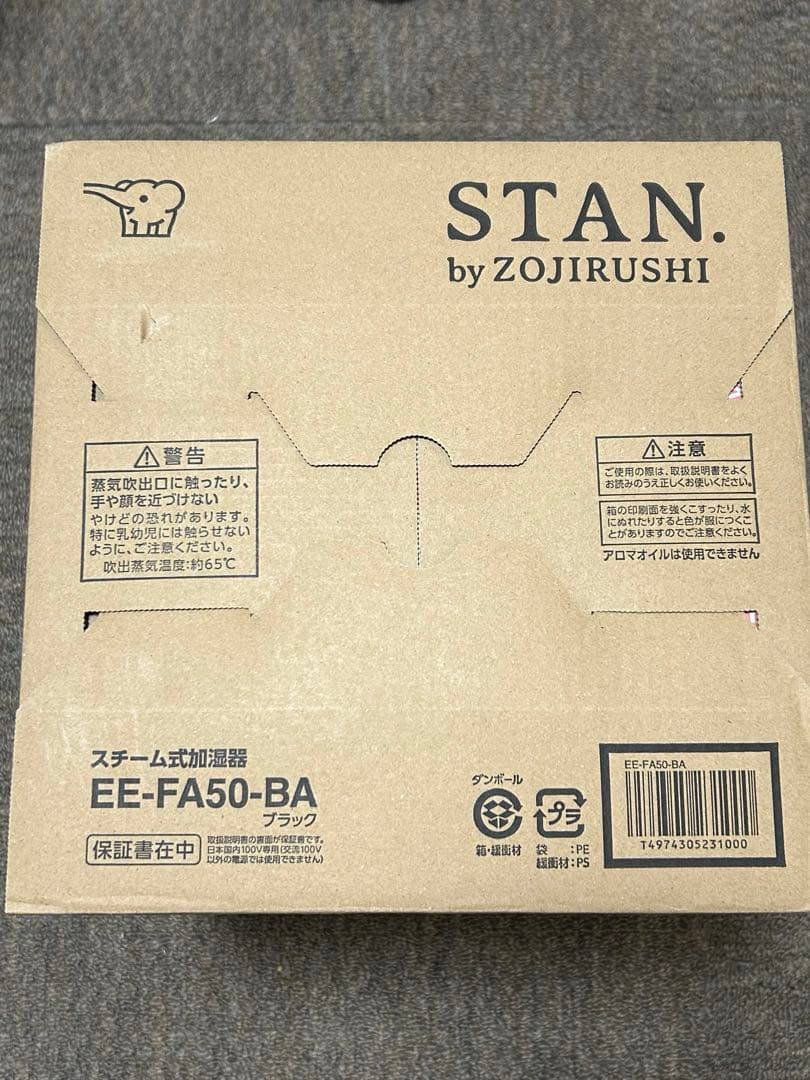 STAN.
by ZOJIRUSHI
警告
蒸気吹出口に触ったり、
手や顔を近づけない
やけどの恐れがあります。
特に乳幼児には触らせない
ように、ご注意ください。
吹出蒸気温度:約65℃
注意
ご使用の際は、取扱説明書をよく
お読みのうえ正しくお使いください。
箱の印刷面を強くこすったり、水
にぬれたりすると色が服につくこ
とがありますのでご注意ください。
アロマオイルは使用できません
スチーム式加湿器
EE-FA50-BA
ブラック
保証書在中
取扱説明書の裏面が保証書です。
日本国内100V専用(交流100V
以外の電源では使用できません)
ダンボール
箱・緩衝材
プラ
袋 :PE
緩衝材:PS
EE-FA50-BA
T4974305231000